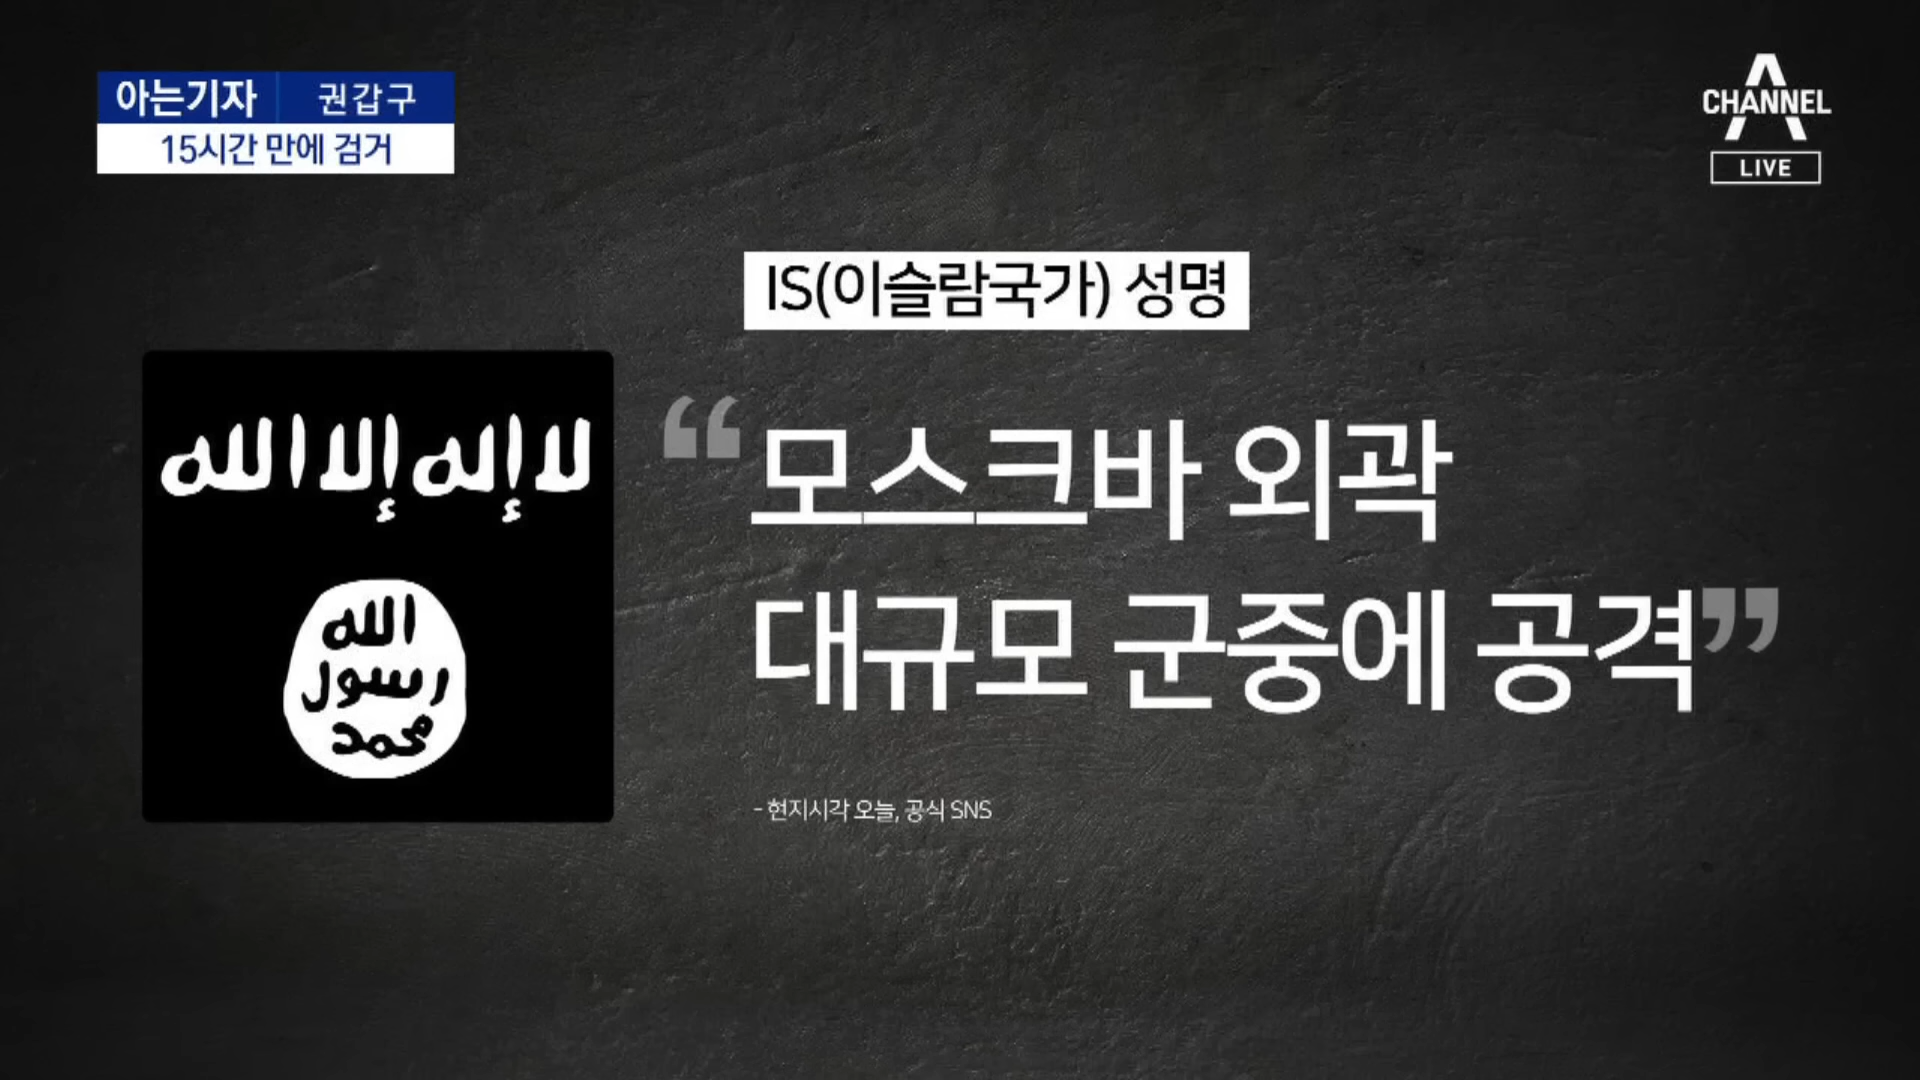 아는기자 권갑구
15시간 만에 검거
CHANNEL A
LIVE
IS(이슬람국가) 성명
لا إله إلا الله
الله
رسول
محمد
“모스크바 외곽
대규모 군중에 공격”
- 현지시각 오늘, 공식 SNS